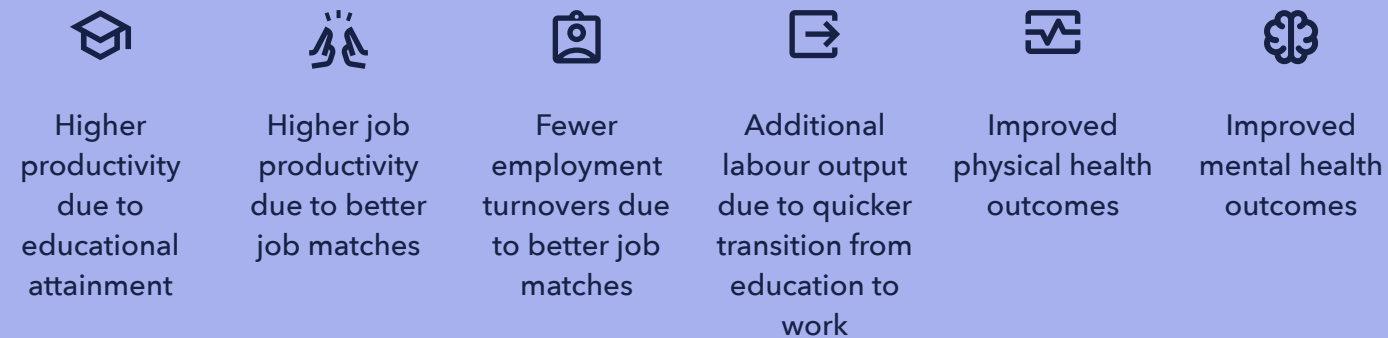 Higher
productivity
due to
educational
attainment
Higher job
productivity
due to better
job matches
Fewer
employment
turnovers due
to better job
matches
Additional
labour output
due to quicker
transition from
education to
work
Improved
physical health
outcomes
Improved
mental health
outcomes